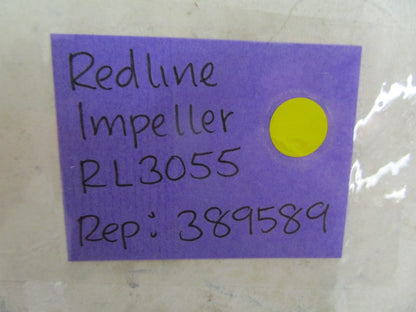 Redline
Impeller
RL3055
Rep: 389589